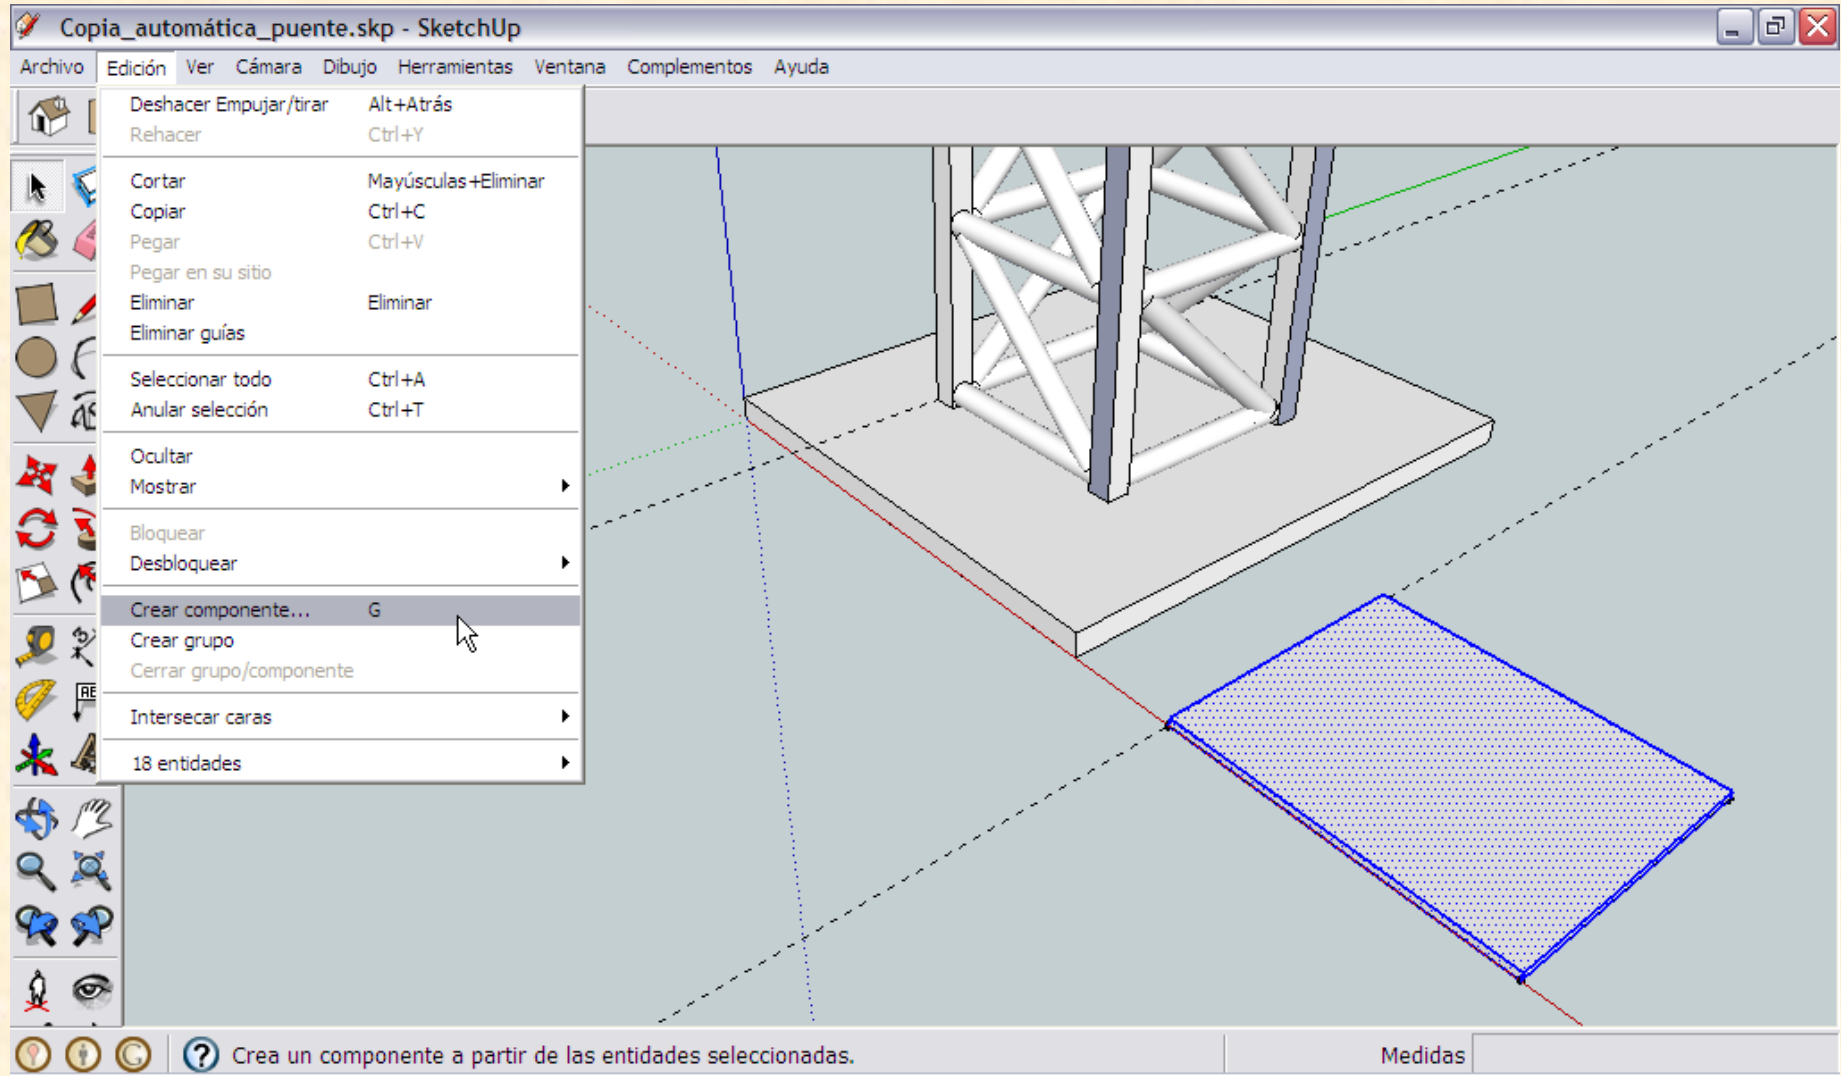 Copia_automática_puente.skp - SketchUp
Archivo Edición Ver Cámara Dibujo Herramientas Ventana Complementos Ayuda
Deshacer Empujar/tirar Alt+Atrás
Rehacer Ctrl+Y
Cortar Mayúsculas+Eliminar
Copiar Ctrl+C
Pegar Ctrl+V
Pegar en su sitio
Eliminar Eliminar
Eliminar guías
Seleccionar todo Ctrl+A
Anular selección Ctrl+T
Ocultar
Mostrar
Bloquear
Desbloquear
Crear componente... G
Crear grupo
Cerrar grupo/componente
Intersecar caras
18 entidades
Crea un componente a partir de las entidades seleccionadas.
Medidas